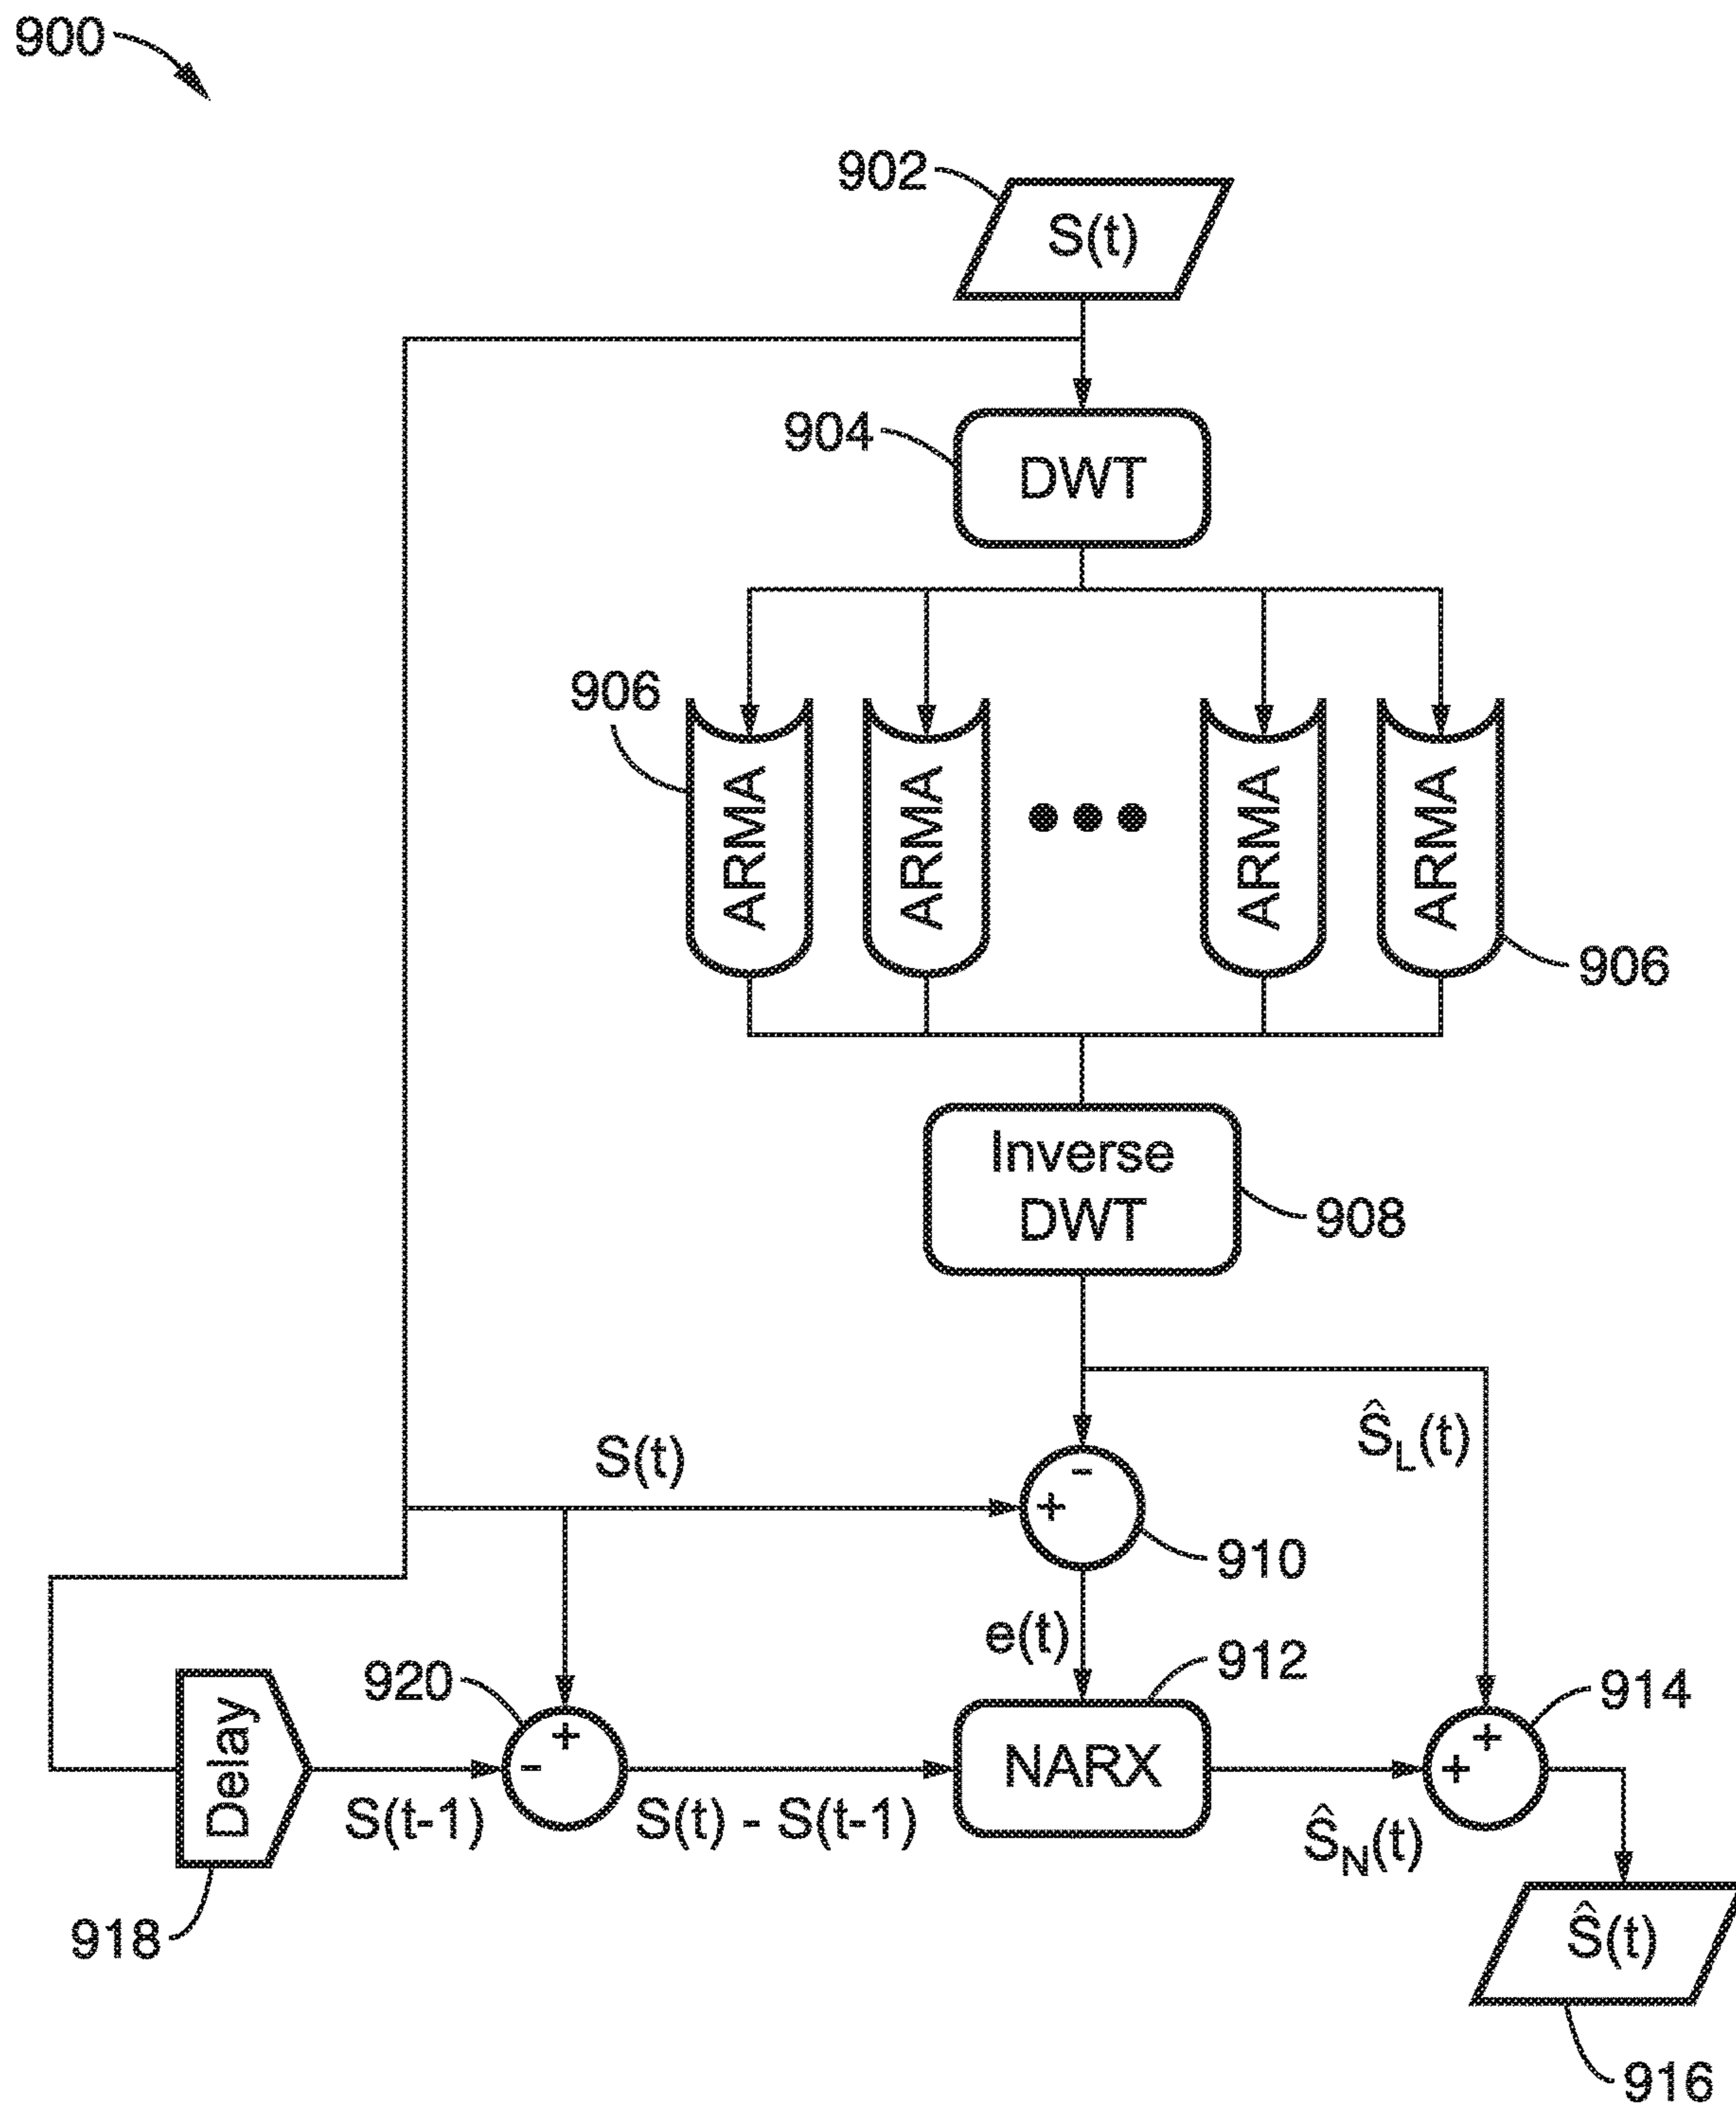 900
902
S(t)
904
DWT
906
ARMA
ARMA
ARMA
ARMA
906
Inverse
DWT
908
Ŝ_L(t)
S(t)
-
+
910
e(t)
912
920
914
Delay
-
+
NARX
+
+
S(t-1)
S(t) - S(t-1)
Ŝ_N(t)
918
Ŝ(t)
916